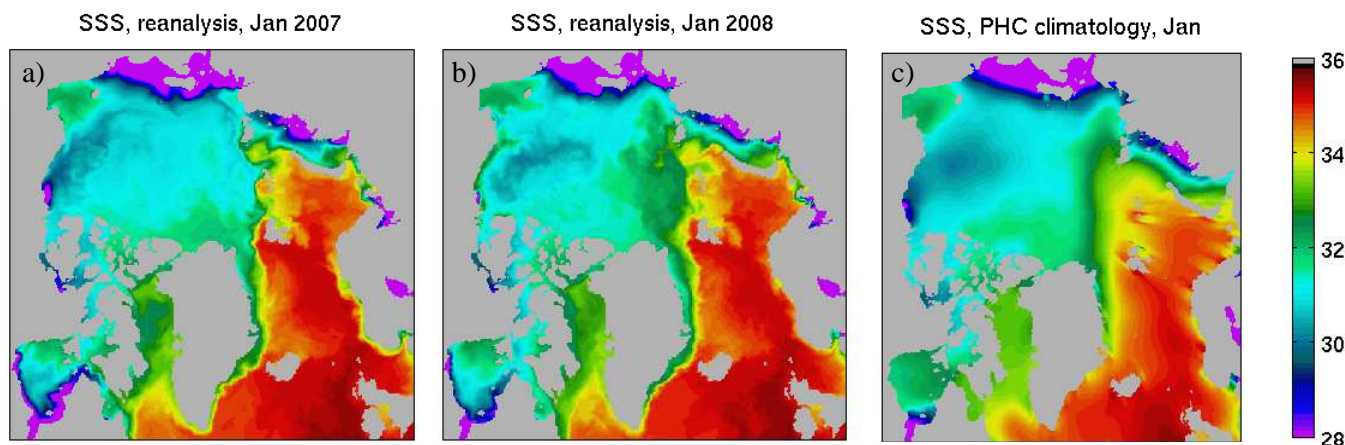 SSS, reanalysis, Jan 2007
SSS, reanalysis, Jan 2008
SSS, PHC climatology, Jan
a)
b)
c)
36
34
32
30
28